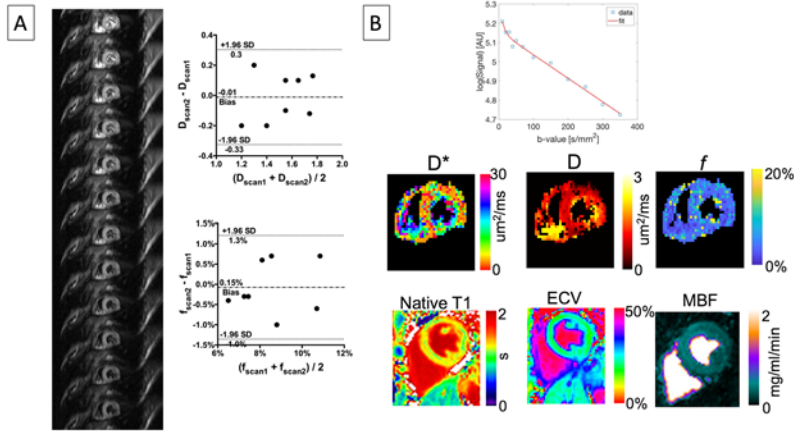 A
+1.96 SD
0.3
-0.01
Bias
-1.96 SD
-0.33
0.4
0.2
0.0
0.2
0.4
1.0 1.2 1.4 1.6 1.8 2.0
D_scan2 - D_scan1
(D_scan1 + D_scan2) / 2
+1.96 SD
1.3%
0.15%
Bias
-1.96 SD
1.0%
1.5%
1.0%
0.5%
0.0%
-0.5%
-1.0%
-1.5%
6% 8% 10% 12%
f_scan2 - f_scan1
(f_scan1 + f_scan2) / 2
B
5.3
5.2
5.1
5
4.9
4.8
4.7
0 100 200 300 400
log(Signal) [AU]
b-value [s/mm²]
data
fit
D*
30
0
um²/ms
D
3
0
um²/ms
f
20%
0%
Native T1
2
0
s
ECV
50%
0%
MBF
2
0
mg/ml/min